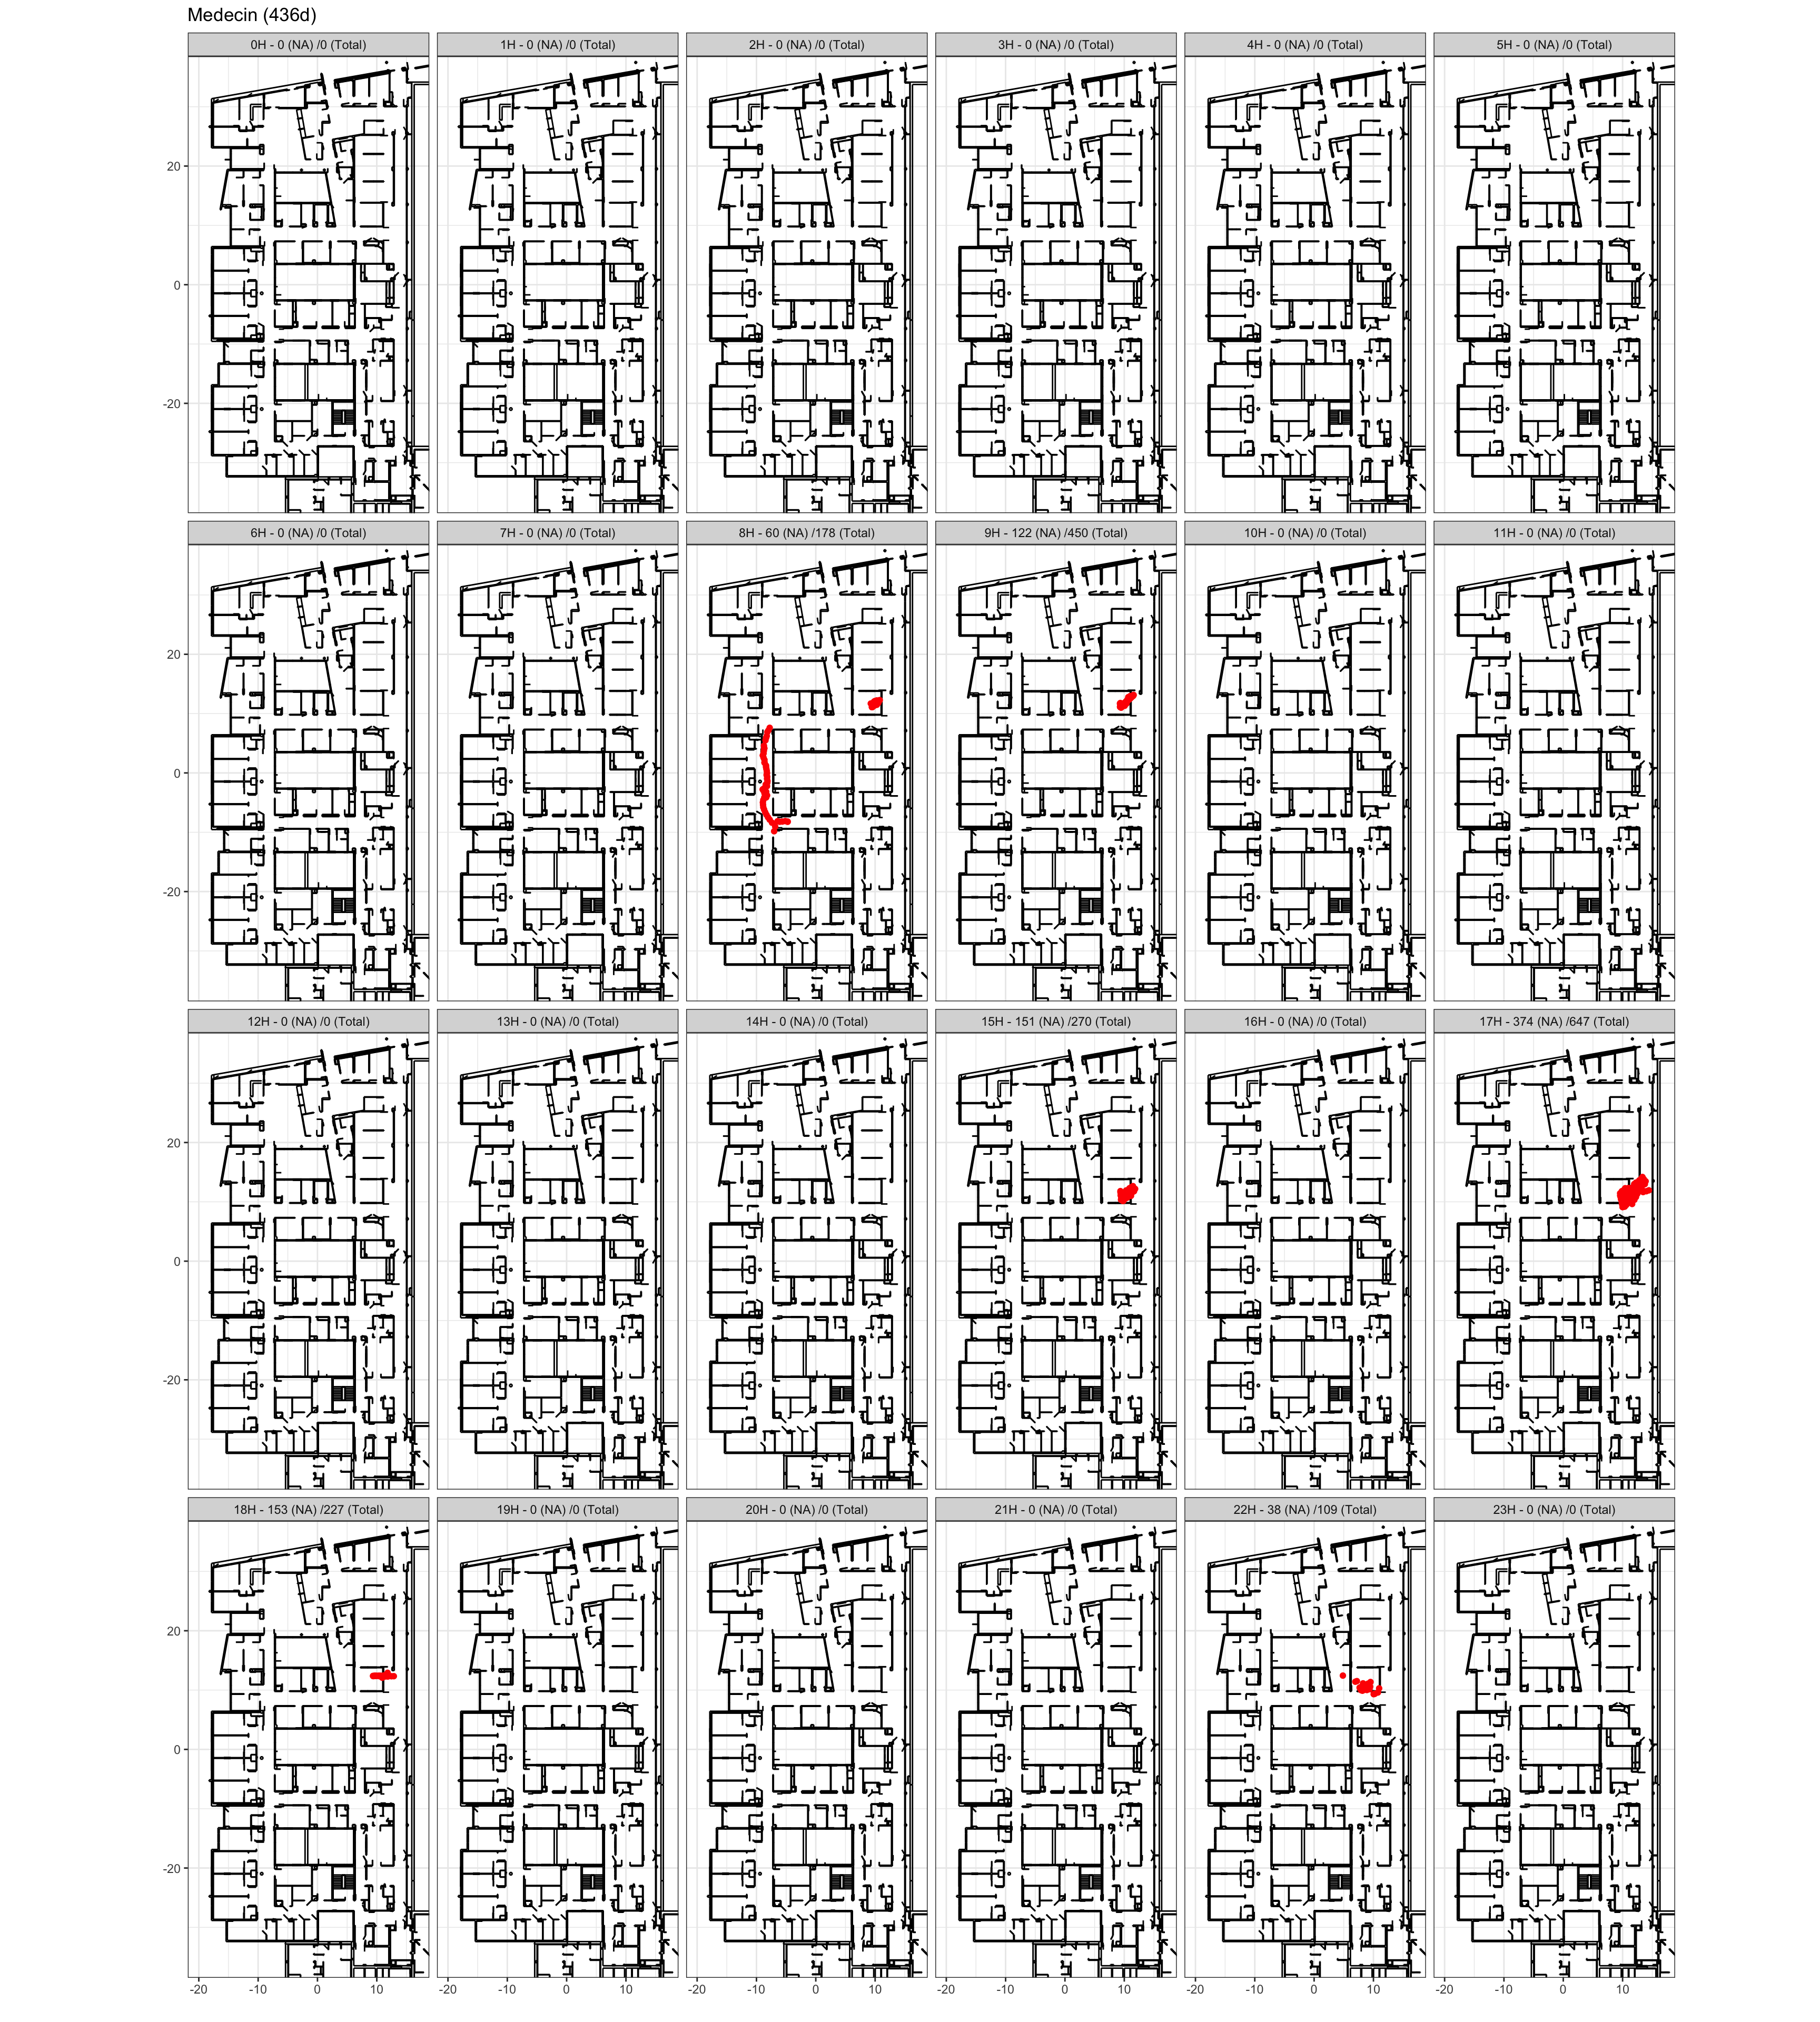 Medecin (436d)
0H - 0 (NA) /0 (Total) 1H - 0 (NA) /0 (Total) 2H - 0 (NA) /0 (Total) 3H - 0 (NA) /0 (Total) 4H - 0 (NA) /0 (Total) 5H - 0 (NA) /0 (Total)
20
0
-20
6H - 0 (NA) /0 (Total) 7H - 0 (NA) /0 (Total) 8H - 60 (NA) /178 (Total) 9H - 122 (NA) /450 (Total) 10H - 0 (NA) /0 (Total) 11H - 0 (NA) /0 (Total)
20
0
-20
12H - 0 (NA) /0 (Total) 13H - 0 (NA) /0 (Total) 14H - 0 (NA) /0 (Total) 15H - 151 (NA) /270 (Total) 16H - 0 (NA) /0 (Total) 17H - 374 (NA) /647 (Total)
20
0
-20
18H - 153 (NA) /227 (Total) 19H - 0 (NA) /0 (Total) 20H - 0 (NA) /0 (Total) 21H - 0 (NA) /0 (Total) 22H - 38 (NA) /109 (Total) 23H - 0 (NA) /0 (Total)
20
0
-20
-20 -10 0 10 -20 -10 0 10 -20 -10 0 10 -20 -10 0 10 -20 -10 0 10 -20 -10 0 10